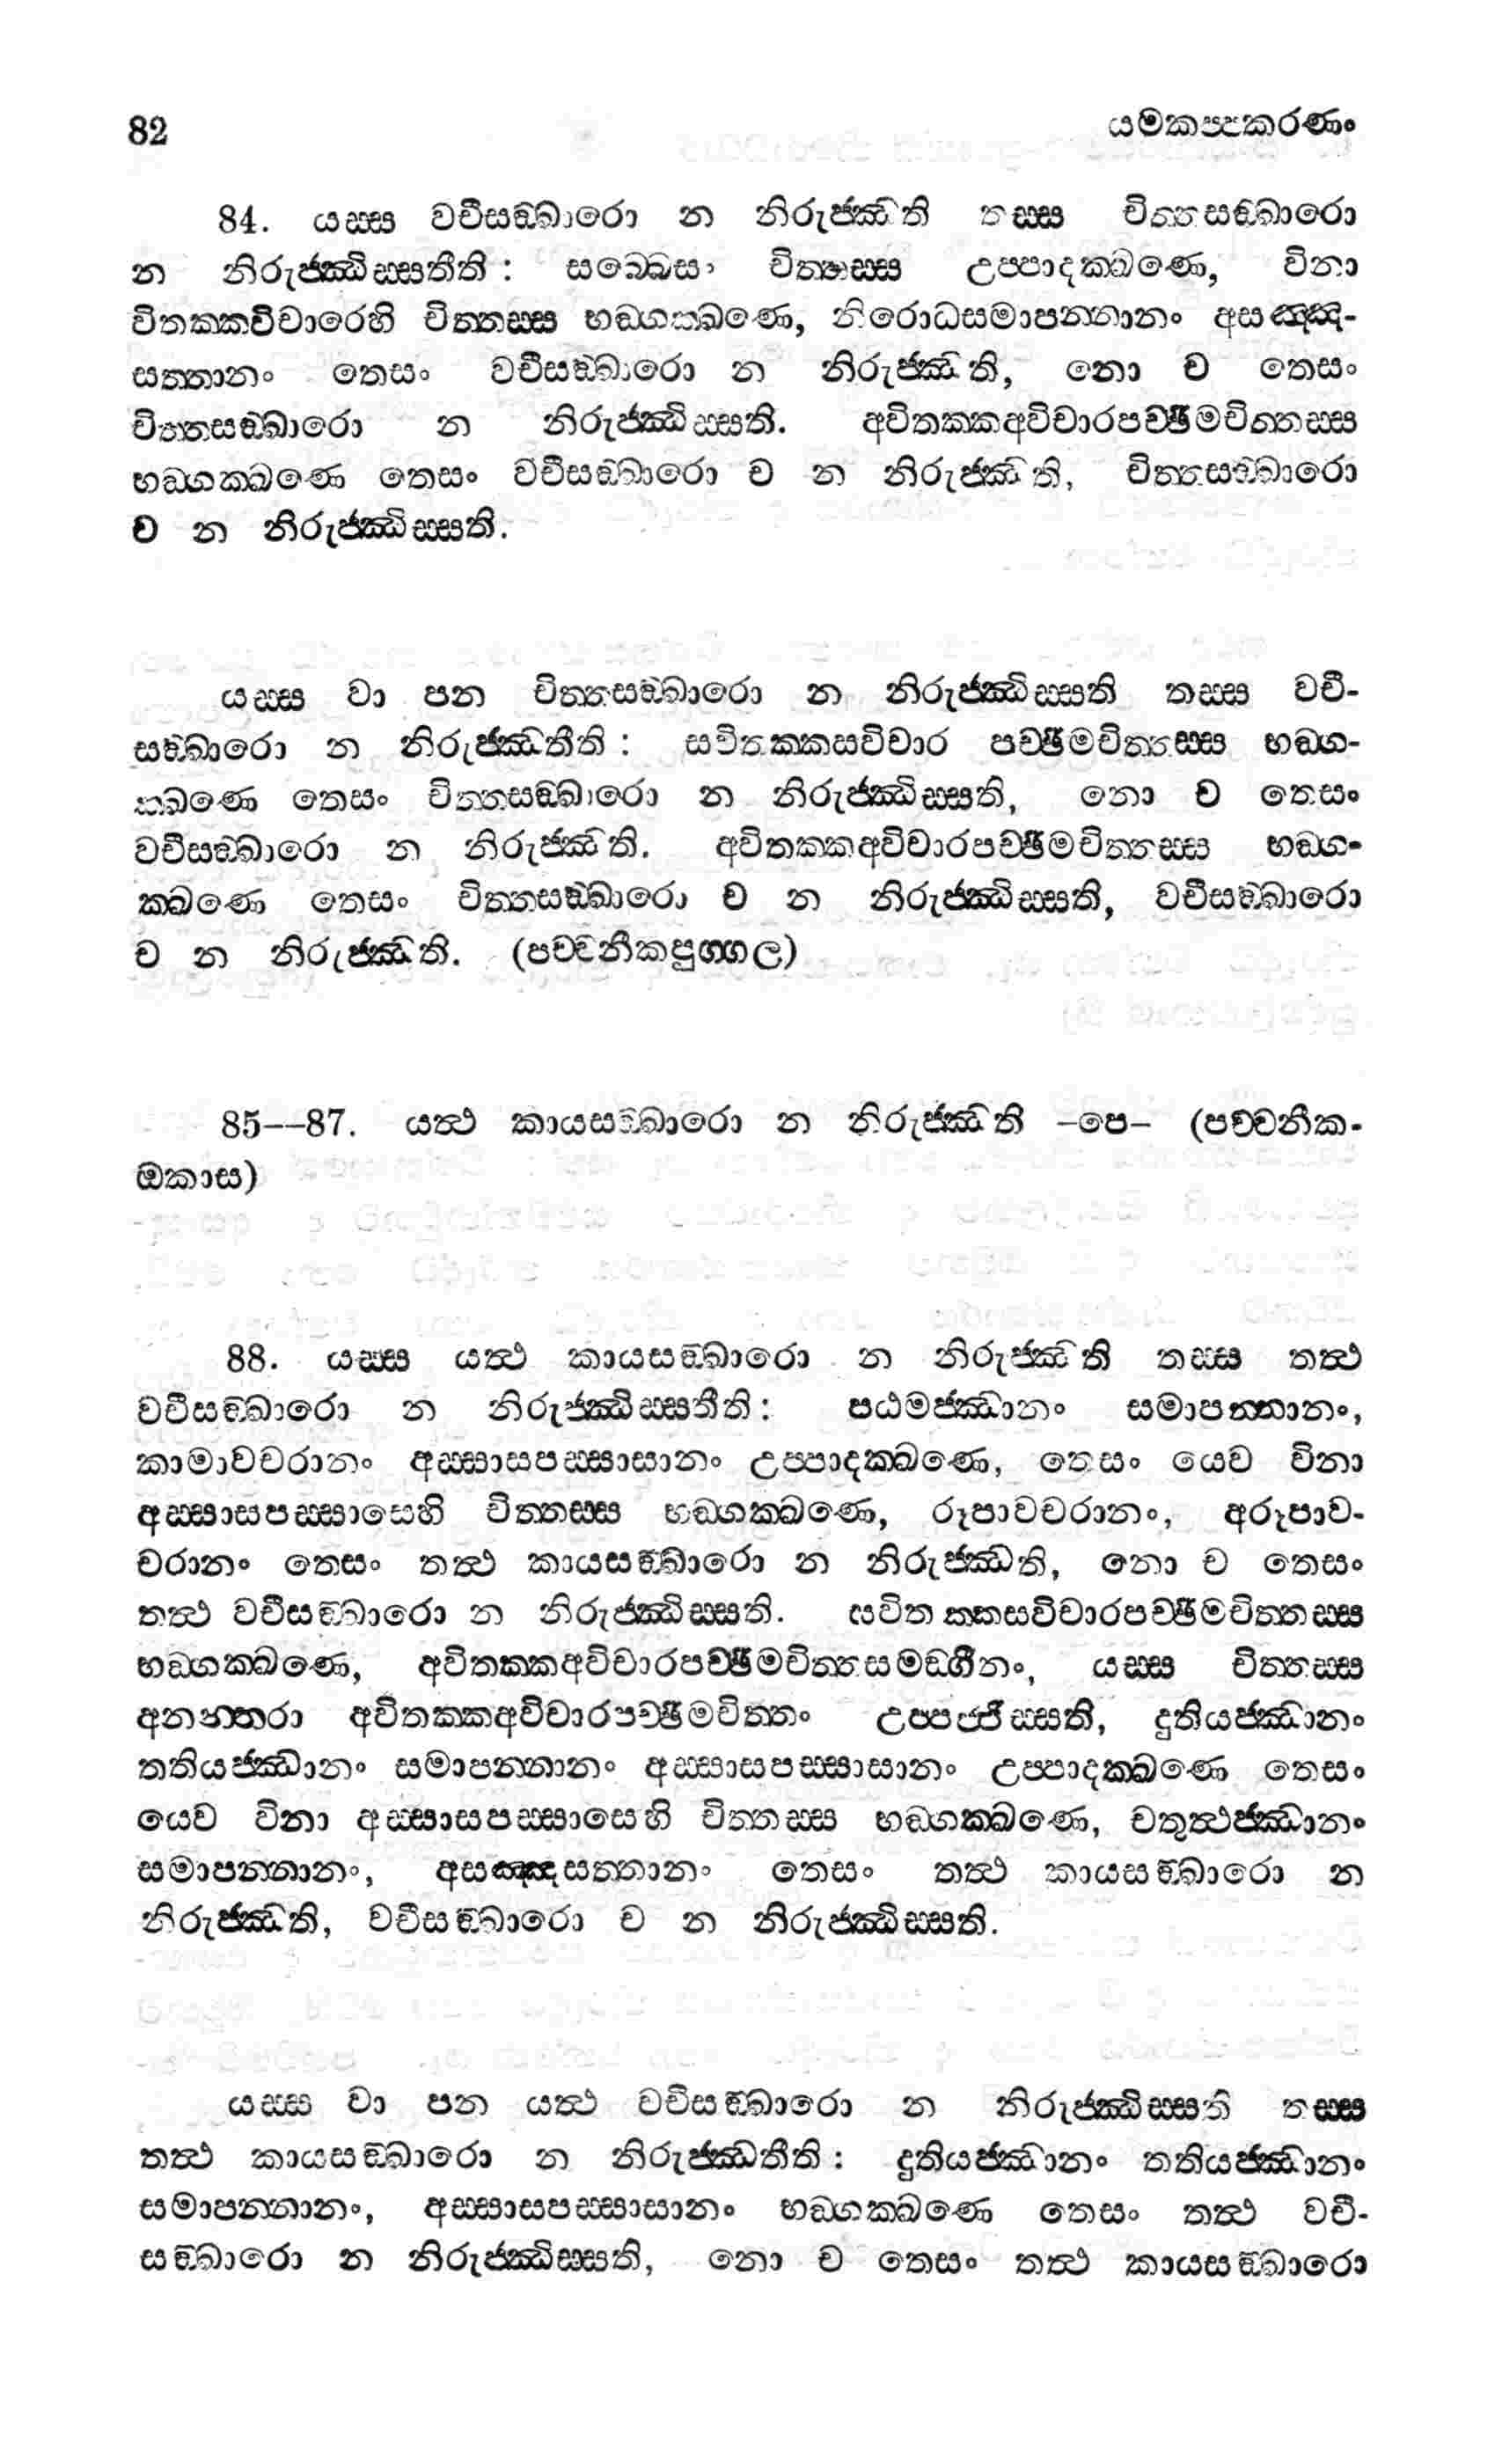 82
යමකප්පකරණං
84. යස්ස වචීසඞ්ඛාරො න නිරුජ්ඣති තස්ස චිත්තසඞ්ඛාරො
න නිරුජ්ඣිස්සතීති : සබ්බෙසං චිත්තස්ස උප්පාදක්ඛණෙ, විනා
විතක්කවිචාරෙහි චිත්තස්ස භඞ්ගක්ඛණෙ, නිරොධසමාපන්නානං අසඤ්ඤ-
සත්තානං තෙසං වචීසඞ්ඛාරො න නිරුජ්ඣති, නො ච තෙසං
චිත්තසඞ්ඛාරො න නිරුජ්ඣිස්සති. අවිතක්කඅවිචාරපච්ඡිමචිත්තස්ස
භඞ්ගක්ඛණෙ තෙසං වචීසඞ්ඛාරො ච න නිරුජ්ඣති, චිත්තසඞ්ඛාරො
ච න නිරුජ්ඣිස්සති.
යස්ස වා පන චිත්තසඞ්ඛාරො න නිරුජ්ඣිස්සති තස්ස වචී-
සඞ්ඛාරො න නිරුජ්ඣතීති : සවිතක්කසවිචාර පච්ඡිමචිත්තස්ස භඞ්ග-
ක්ඛණෙ තෙසං චිත්තසඞ්ඛාරො න නිරුජ්ඣිස්සති, නො ච තෙසං
වචීසඞ්ඛාරො න නිරුජ්ඣති. අවිතක්කඅවිචාරපච්ඡිමචිත්තස්ස භඞ්ග-
ක්ඛණෙ තෙසං චිත්තසඞ්ඛාරො ච න නිරුජ්ඣිස්සති, වචීසඞ්ඛාරො
ච න නිරුජ්ඣති. (පච්චනීකපුග්ගල)
85--87. යත්ථ කායසඞ්ඛාරො න නිරුජ්ඣති –පෙ– (පච්චනීක-
ඔකාස)
88. යස්ස යත්ථ කායසඞ්ඛාරො න නිරුජ්ඣති තස්ස තත්ථ
වචීසඞ්ඛාරො න නිරුජ්ඣිස්සතීති : පඨමජ්ඣානං සමාපන්නානං,
කාමාවචරානං අස්සාසපස්සාසානං උප්පාදක්ඛණෙ, තෙසං යෙව විනා
අස්සාසපස්සාසෙහි චිත්තස්ස භඞ්ගක්ඛණෙ, රූපාවචරානං, අරූපාව-
චරානං තෙසං තත්ථ කායසඞ්ඛාරො න නිරුජ්ඣති, නො ච තෙසං
තත්ථ වචීසඞ්ඛාරො න නිරුජ්ඣිස්සති. සවිතක්කසවිචාරපච්ඡිමචිත්තස්ස
භඞ්ගක්ඛණෙ, අවිතක්කඅවිචාරපච්ඡිමචිත්තසමඞ්ගීනං, යස්ස චිත්තස්ස
අනන්තරා අවිතක්කඅවිචාරපච්ඡිමචිත්තං උප්පජ්ජිස්සති, දුතියජ්ඣානං
තතියජ්ඣානං සමාපන්නානං අස්සාසපස්සාසානං උප්පාදක්ඛණෙ තෙසං
යෙව විනා අස්සාසපස්සාසෙහි චිත්තස්ස භඞ්ගක්ඛණෙ, චතුත්ථජ්ඣානං
සමාපන්නානං, අසඤ්ඤසත්තානං තෙසං තත්ථ කායසඞ්ඛාරො න
නිරුජ්ඣති, වචීසඞ්ඛාරො ච න නිරුජ්ඣිස්සති.
යස්ස වා පන යත්ථ වචීසඞ්ඛාරො න නිරුජ්ඣිස්සති තස්ස
තත්ථ කායසඞ්ඛාරො න නිරුජ්ඣතීති : දුතියජ්ඣානං තතියජ්ඣානං
සමාපන්නානං, අස්සාසපස්සාසානං භඞ්ගක්ඛණෙ තෙසං තත්ථ වචී-
සඞ්ඛාරො න නිරුජ්ඣිස්සති, නො ච තෙසං තත්ථ කායසඞ්ඛාරො